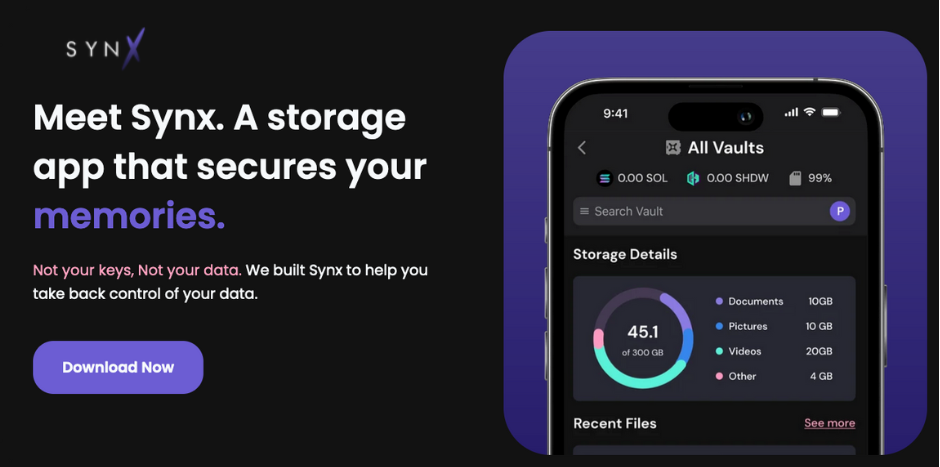 SYNX
Meet Synx. A storage
app that secures your
memories.
Not your keys, Not your data. We built Synx to help you
take back control of your data.
Download Now
9:41
All Vaults
0.00 SOL 0.00 SHDW 99%
Search Vault P
Storage Details
45.1
of 300 GB
Documents 10GB
Pictures 10 GB
Videos 20GB
Other 4 GB
Recent Files See more